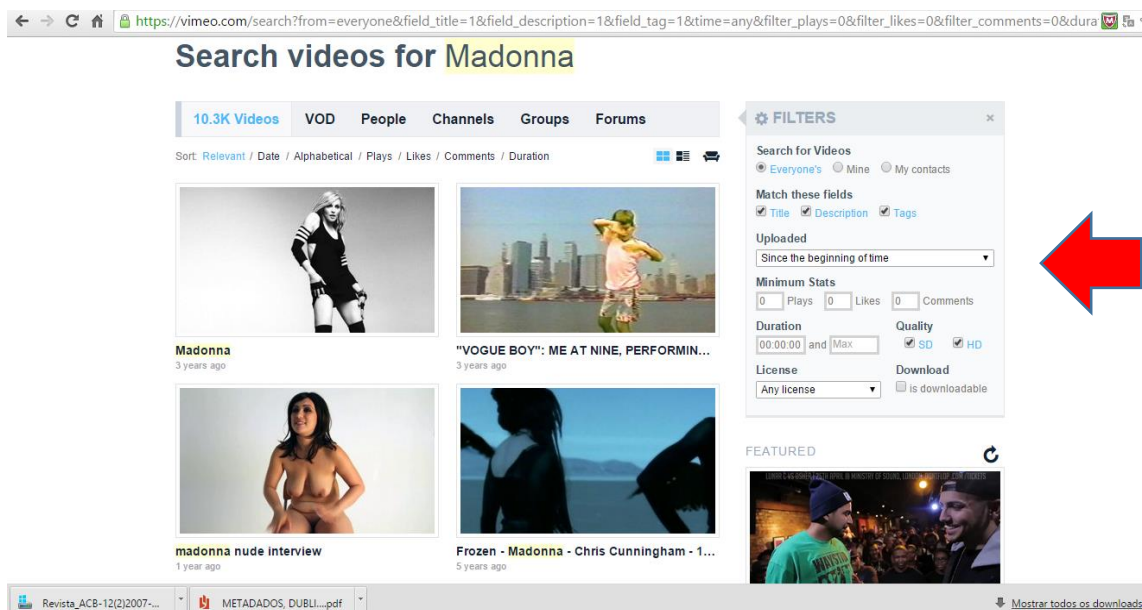 https://vimeo.com/search?from=everyone&field_title=1&field_description=1&field_tag=1&time=any&filter_plays=0&filter_likes=0&filter_comments=0&dura
Search videos for Madonna
10.3K Videos VOD People Channels Groups Forums
Sort: Relevant / Date / Alphabetical / Plays / Likes / Comments / Duration
Madonna
3 years ago
"VOGUE BOY": ME AT NINE, PERFORMIN...
3 years ago
madonna nude interview
1 year ago
Frozen - Madonna - Chris Cunningham - 1...
5 years ago
FILTERS ×
Search for Videos
Everyone's Mine My contacts
Match these fields
Title Description Tags
Uploaded
Since the beginning of time
Minimum Stats
0 Plays 0 Likes 0 Comments
Duration Quality
00:00:00 and Max SD HD
License Download
Any license is downloadable
FEATURED
Revista_ACB-12(2)2007-... METADADOS, DUBLI....pdf Mostrar todos os downloads